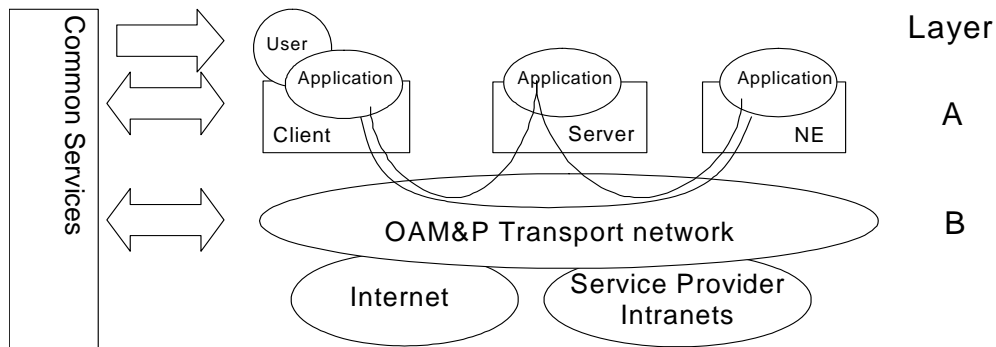 Common Services
Layer
User
Application
Application
Application
Client
Server
NE
A
OAM&P Transport network
B
Internet
Service Provider
Intranets